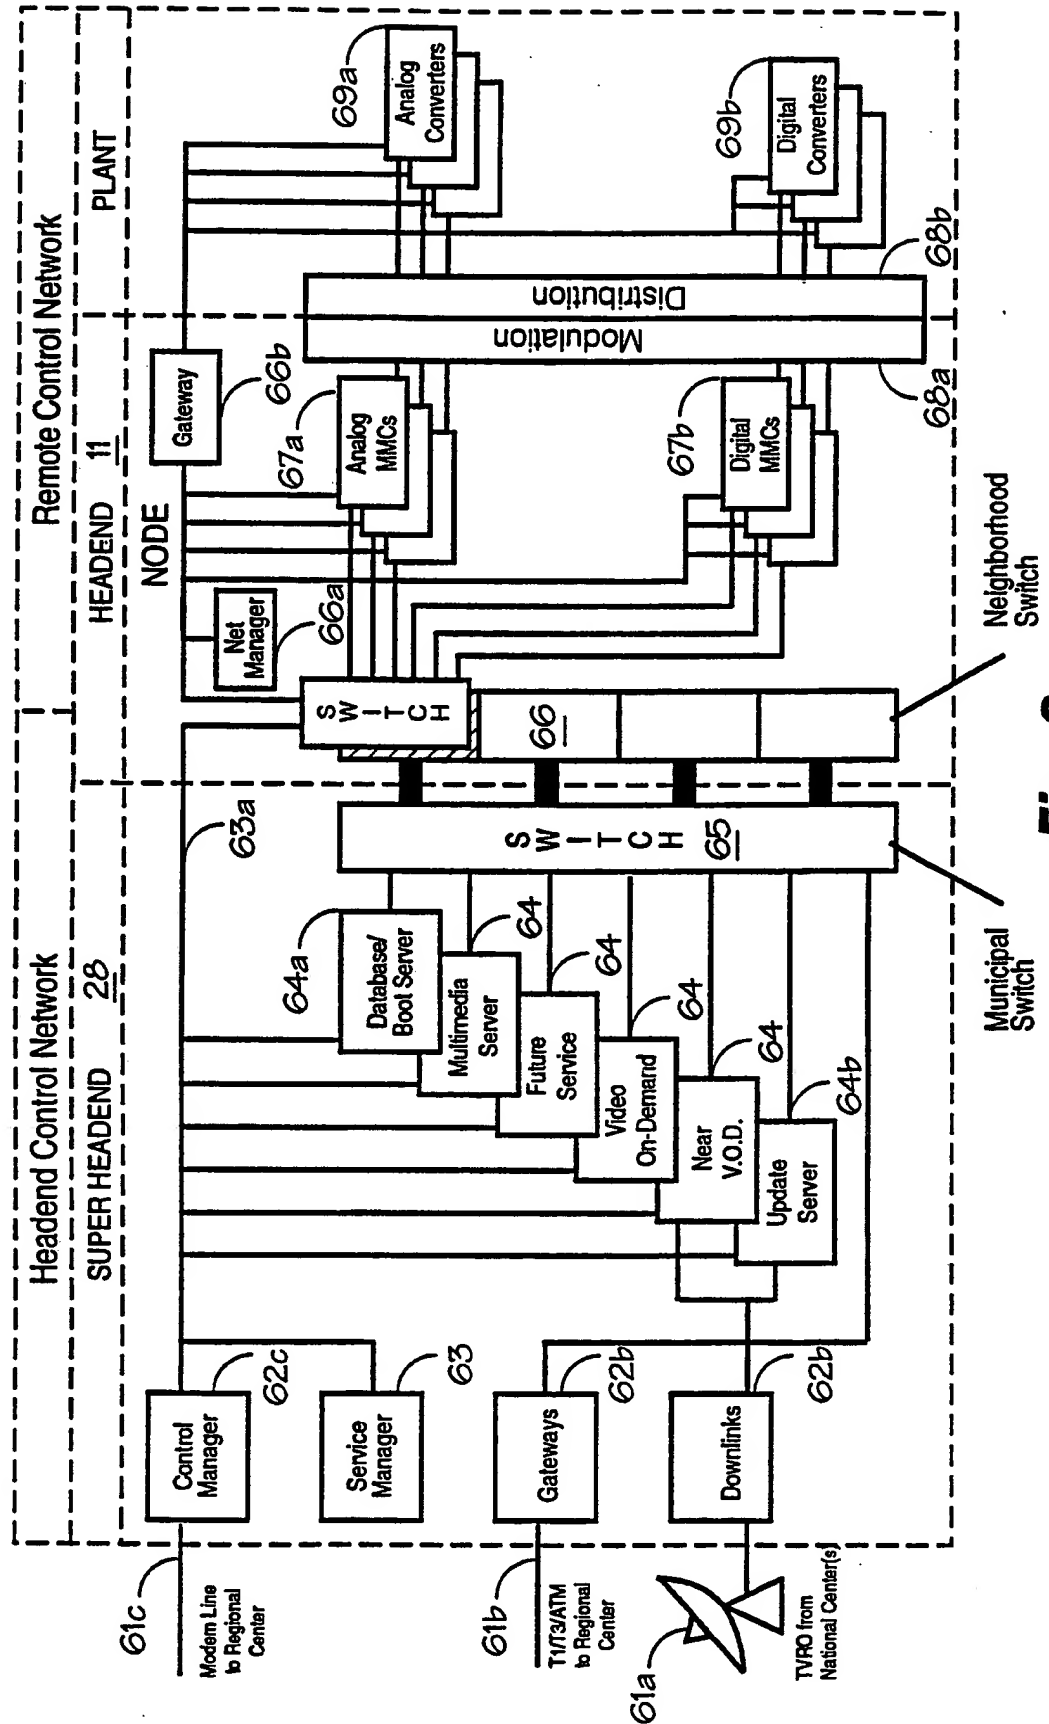 Headend Control Network
Remote Control Network
SUPER HEADEND 28
HEADEND 11
PLANT
NODE
61c
Modem Line
to Regional
Center
Control
Manager
62c
63a
Service
Manager
63
61b
T1/T3/ATM
to Regional
Center
Gateways
62b
61a
TVRO from
National Center(s)
Downlinks
62b
64a
Database/
Boot Server
Multimedia
Server
64
Future
Service
64
Video
On-Demand
64
Near
V.O.D.
64
Update
Server
64b
SWITCH
65
Municipal
Switch
SWITCH
66
Neighborhood
Switch
Net
Manager
66a
Gateway
66b
67a
Analog
MMCs
67b
Digital
MMCs
Modulation
68a
Distribution
68b
69a
Analog
Converters
69b
Digital
Converters